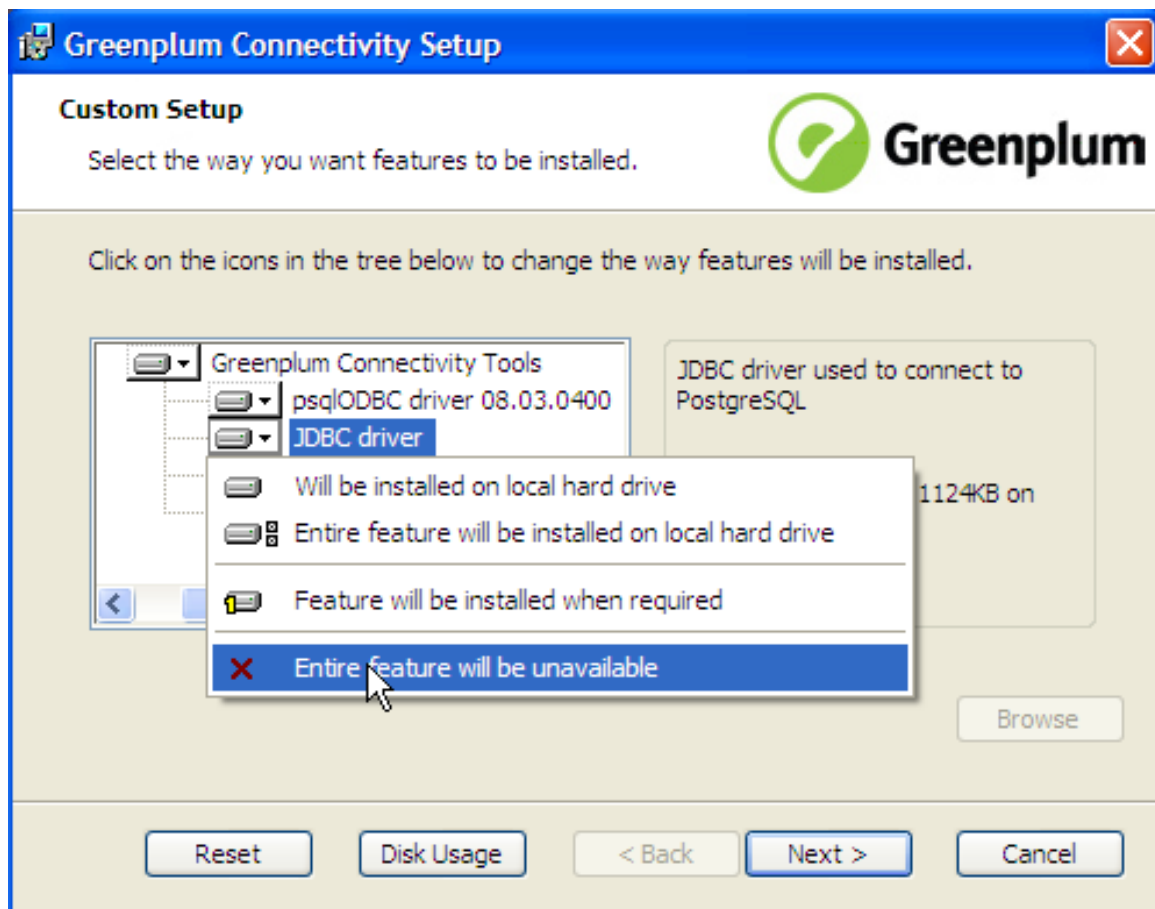 Greenplum Connectivity Setup
Custom Setup
Select the way you want features to be installed.
Greenplum
Click on the icons in the tree below to change the way features will be installed.
Greenplum Connectivity Tools
psqlODBC driver 08.03.0400
JDBC driver
JDBC driver used to connect to
PostgreSQL
1124KB on
Will be installed on local hard drive
Entire feature will be installed on local hard drive
Feature will be installed when required
Entire feature will be unavailable
Browse
Reset
Disk Usage
< Back
Next >
Cancel